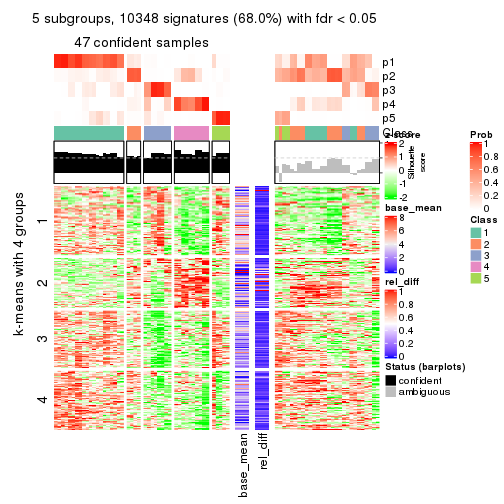 5 subgroups, 10348 signatures (68.0%) with fdr < 0.05
47 confident samples
p1
p2
p3
p4
p5
Class
Silhouette
score
k-means with 4 groups
1
2
3
4
base_mean
rel_diff
z-score
2
1
0
-1
-2
base_mean
8
6
4
2
0
rel_diff
1
0.8
0.6
0.4
0.2
0
Status (barplots)
confident
ambiguous
Prob
1
0.8
0.6
0.4
0.2
0
Class
1
2
3
4
5